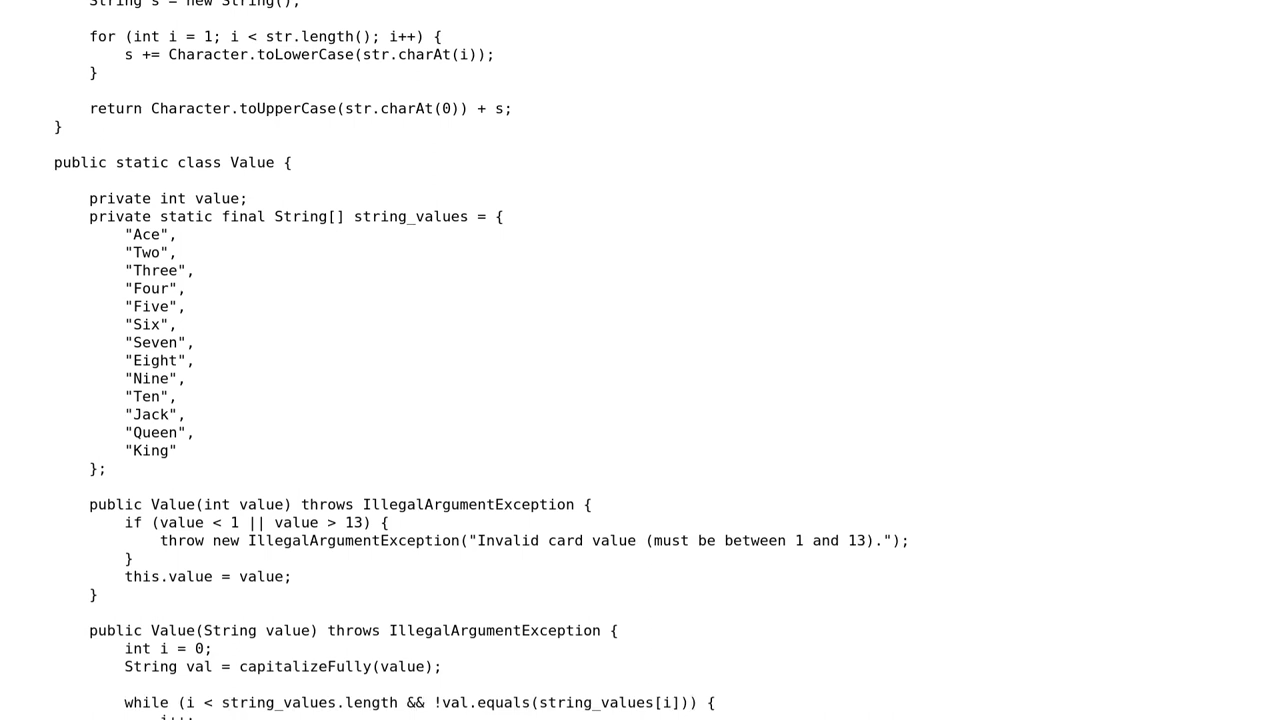 String s = new String();
for (int i = 1; i < str.length(); i++) {
s += Character.toLowerCase(str.charAt(i));
}
return Character.toUpperCase(str.charAt(0)) + s;
}
public static class Value {
private int value;
private static final String[] string_values = {
"Ace",
"Two",
"Three",
"Four",
"Five",
"Six",
"Seven",
"Eight",
"Nine",
"Ten",
"Jack",
"Queen",
"King"
};
public Value(int value) throws IllegalArgumentException {
if (value < 1 || value > 13) {
throw new IllegalArgumentException("Invalid card value (must be between 1 and 13).");
}
this.value = value;
}
public Value(String value) throws IllegalArgumentException {
int i = 0;
String val = capitalizeFully(value);
while (i < string_values.length && !val.equals(string_values[i])) {